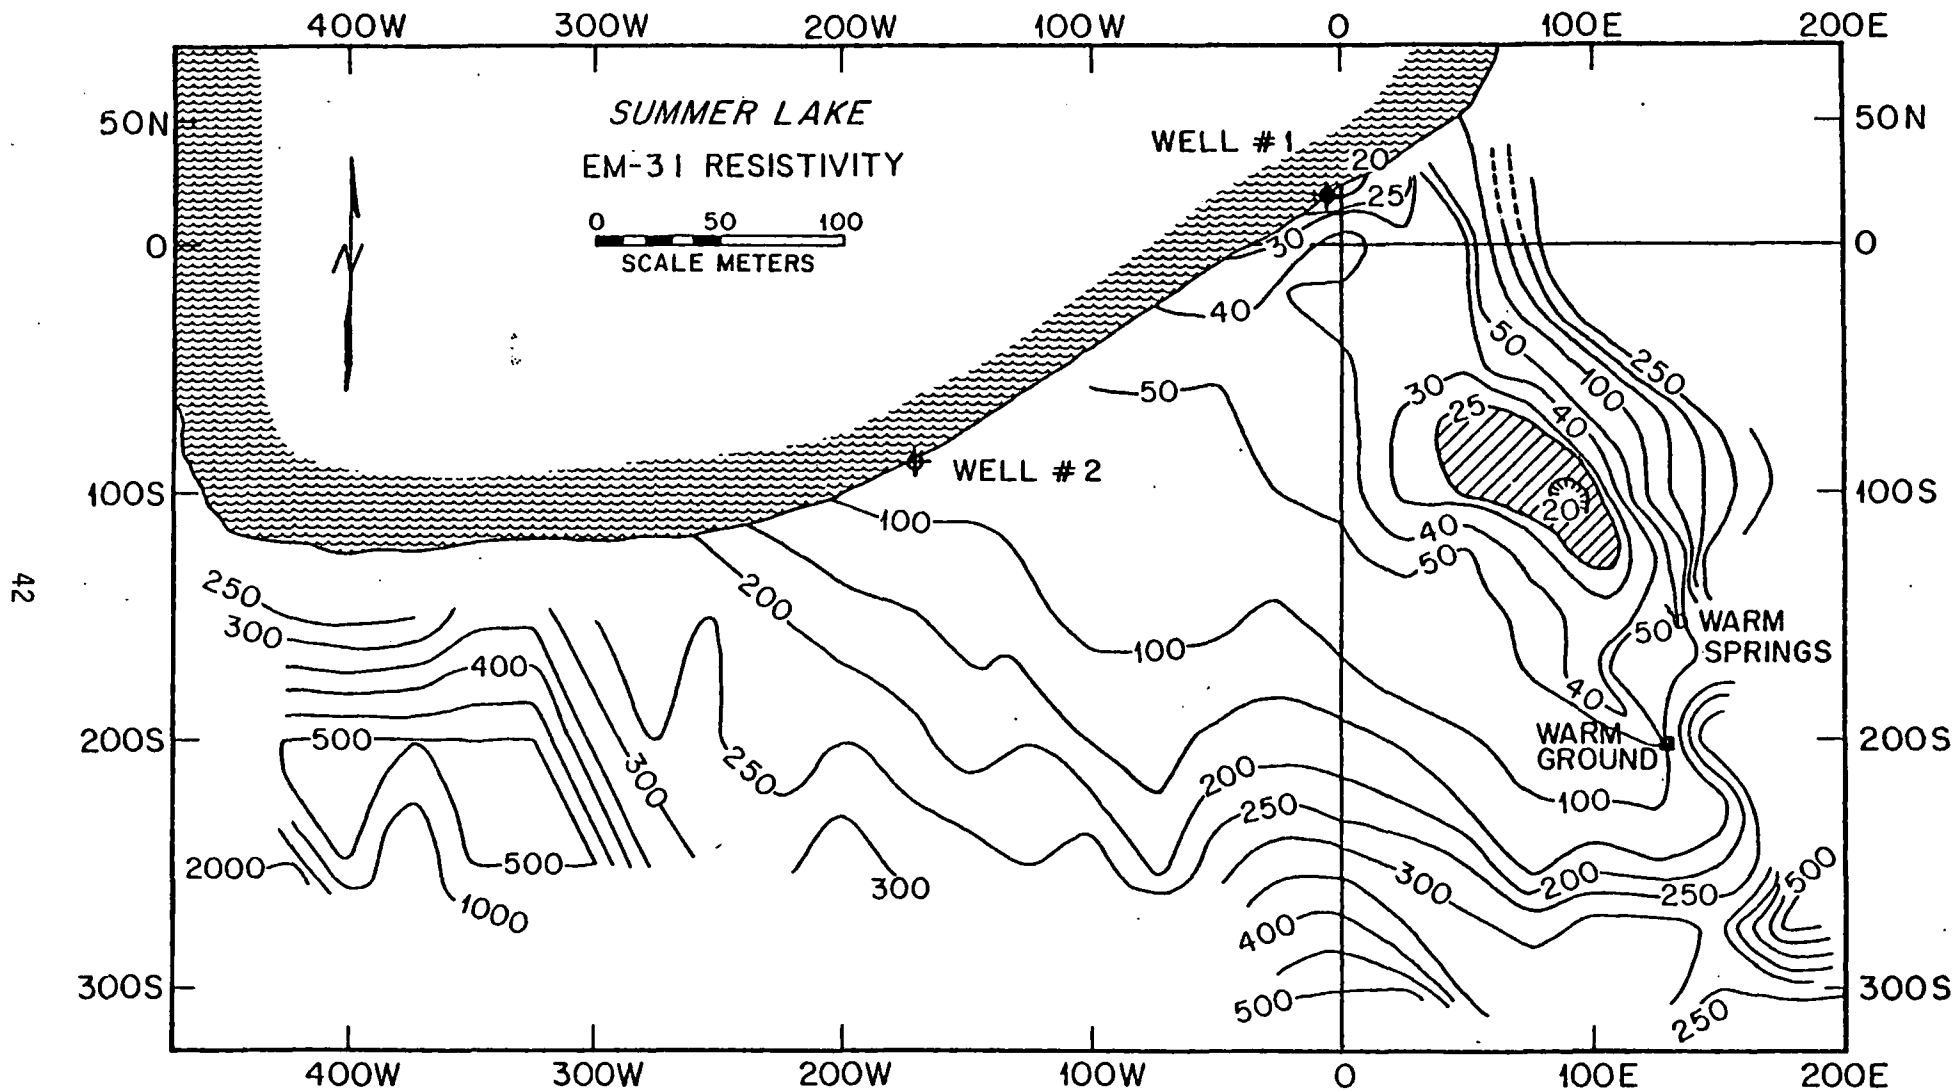 400W 300W 200W 100W 0 100E 200E
50N SUMMER LAKE 50N
WELL #1
EM-31 RESISTIVITY
20
25
0 50 100
0 30 0
SCALE METERS
40
50
250
100
50 30
25
40
WELL #2
100S 100S
20
100
40
50
250 200
WARM
300 50
SPRINGS
100
400
40
200S 500 WARM 200S
GROUND
250 200
300
100
250
500
2000 500 200
300 300 250
1000
400
300S 500 300S
250
400W 300W 200W 100W 0 100E 200E
42